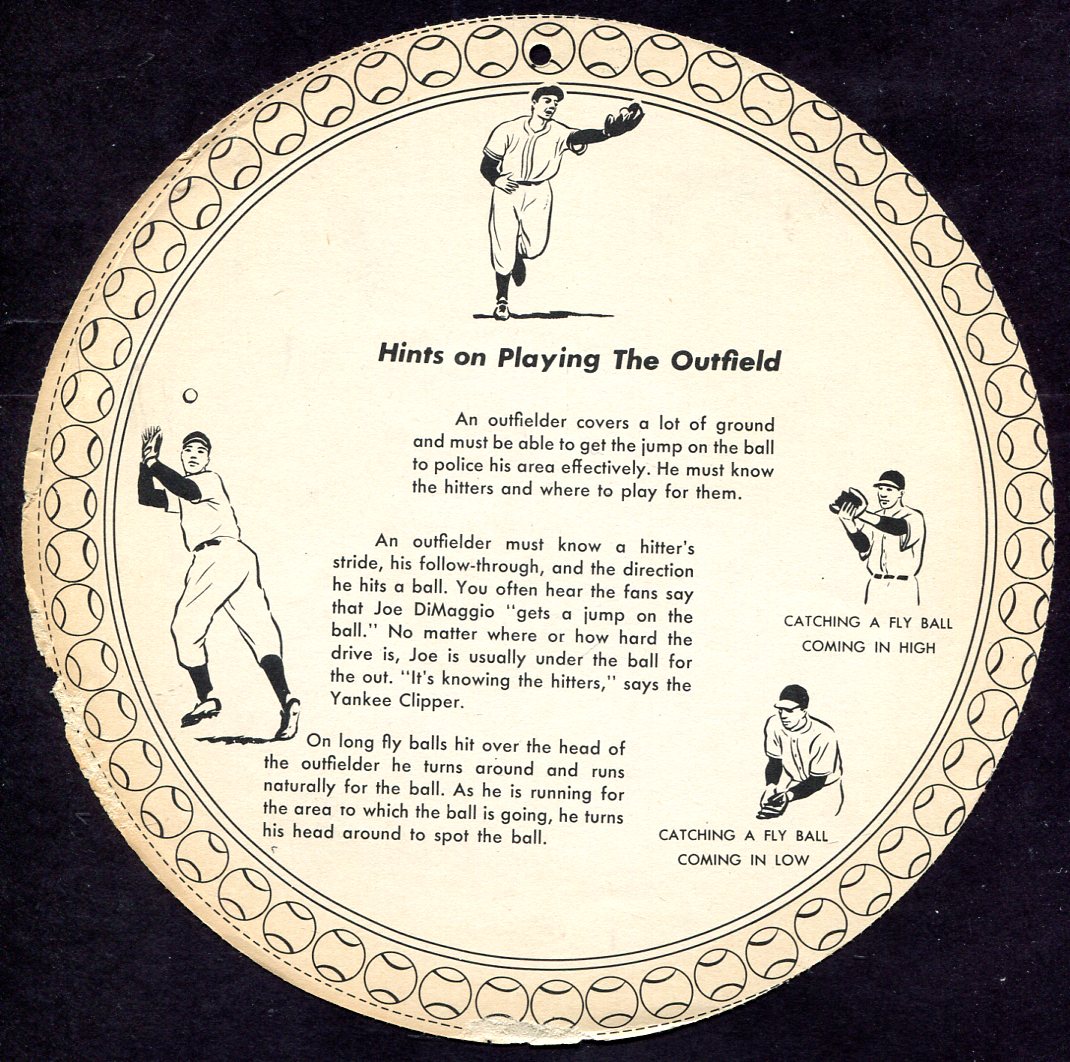 Hints on Playing The Outfield
An outfielder covers a lot of ground
and must be able to get the jump on the ball
to police his area effectively. He must know
the hitters and where to play for them.
An outfielder must know a hitter's
stride, his follow-through, and the direction
he hits a ball. You often hear the fans say
that Joe DiMaggio "gets a jump on the
ball." No matter where or how hard the
drive is, Joe is usually under the ball for
the out. "It's knowing the hitters," says the
Yankee Clipper.
On long fly balls hit over the head of
the outfielder he turns around and runs
naturally for the ball. As he is running for
the area to which the ball is going, he turns
his head around to spot the ball.
CATCHING A FLY BALL
COMING IN HIGH
CATCHING A FLY BALL
COMING IN LOW